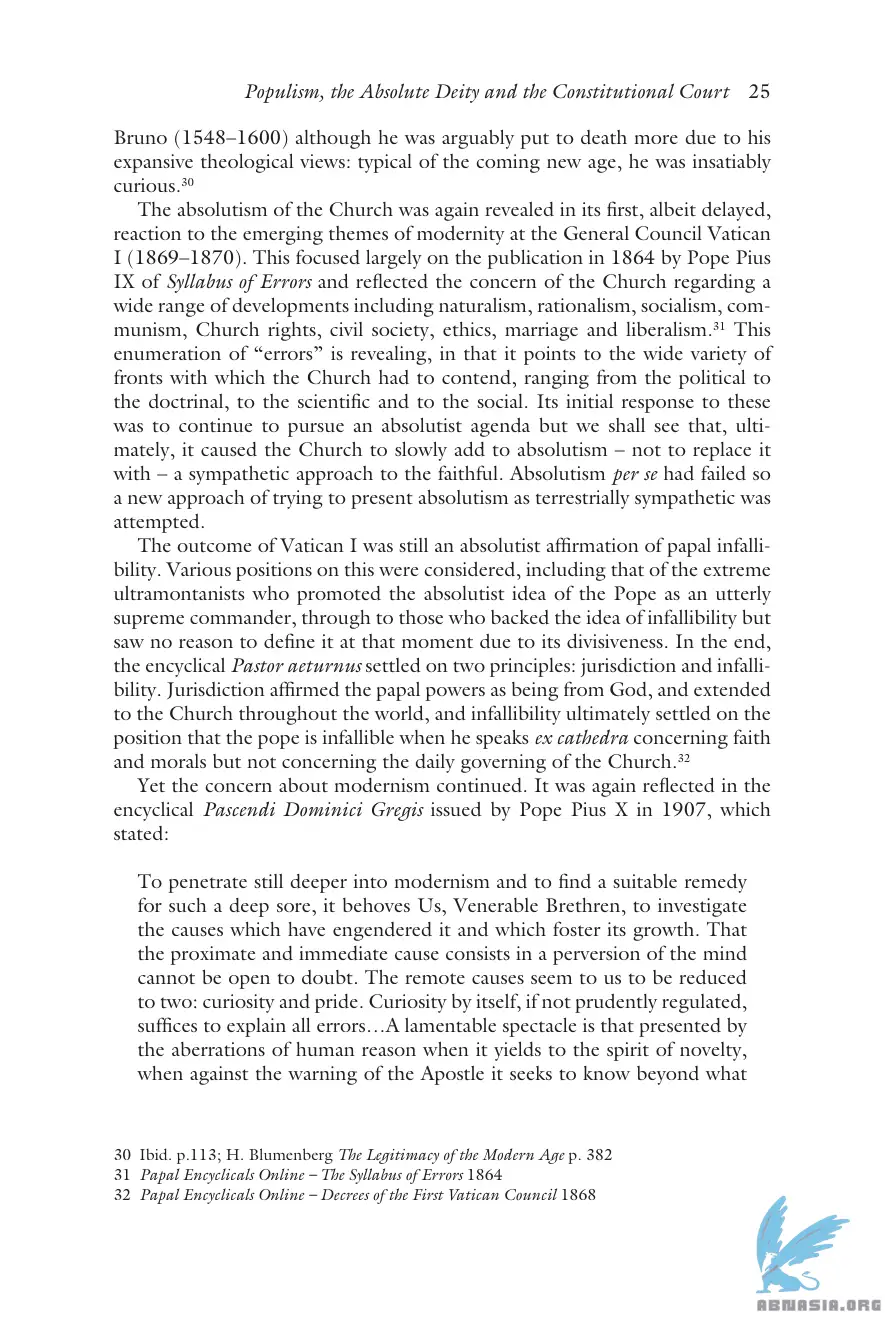 Populism, the Absolute Deity and the Constitutional Court 25
Bruno (1548–1600) although he was arguably put to death more due to his
expansive theological views: typical of the coming new age, he was insatiably
curious.³⁰
The absolutism of the Church was again revealed in its first, albeit delayed,
reaction to the emerging themes of modernity at the General Council Vatican
I (1869–1870). This focused largely on the publication in 1864 by Pope Pius
IX of Syllabus of Errors and reflected the concern of the Church regarding a
wide range of developments including naturalism, rationalism, socialism, com-
munism, Church rights, civil society, ethics, marriage and liberalism.³¹ This
enumeration of “errors” is revealing, in that it points to the wide variety of
fronts with which the Church had to contend, ranging from the political to
the doctrinal, to the scientific and to the social. Its initial response to these
was to continue to pursue an absolutist agenda but we shall see that, ulti-
mately, it caused the Church to slowly add to absolutism – not to replace it
with – a sympathetic approach to the faithful. Absolutism per se had failed so
a new approach of trying to present absolutism as terrestrially sympathetic was
attempted.
The outcome of Vatican I was still an absolutist affirmation of papal infalli-
bility. Various positions on this were considered, including that of the extreme
ultramontanists who promoted the absolutist idea of the Pope as an utterly
supreme commander, through to those who backed the idea of infallibility but
saw no reason to define it at that moment due to its divisiveness. In the end,
the encyclical Pastor aeturnus settled on two principles: jurisdiction and infalli-
bility. Jurisdiction affirmed the papal powers as being from God, and extended
to the Church throughout the world, and infallibility ultimately settled on the
position that the pope is infallible when he speaks ex cathedra concerning faith
and morals but not concerning the daily governing of the Church.³²
Yet the concern about modernism continued. It was again reflected in the
encyclical Pascendi Dominici Gregis issued by Pope Pius X in 1907, which
stated:
To penetrate still deeper into modernism and to find a suitable remedy
for such a deep sore, it behoves Us, Venerable Brethren, to investigate
the causes which have engendered it and which foster its growth. That
the proximate and immediate cause consists in a perversion of the mind
cannot be open to doubt. The remote causes seem to us to be reduced
to two: curiosity and pride. Curiosity by itself, if not prudently regulated,
suffices to explain all errors…A lamentable spectacle is that presented by
the aberrations of human reason when it yields to the spirit of novelty,
when against the warning of the Apostle it seeks to know beyond what
30 Ibid. p.113; H. Blumenberg The Legitimacy of the Modern Age p. 382
31 Papal Encyclicals Online – The Syllabus of Errors 1864
32 Papal Encyclicals Online – Decrees of the First Vatican Council 1868
ABNASIA.ORG